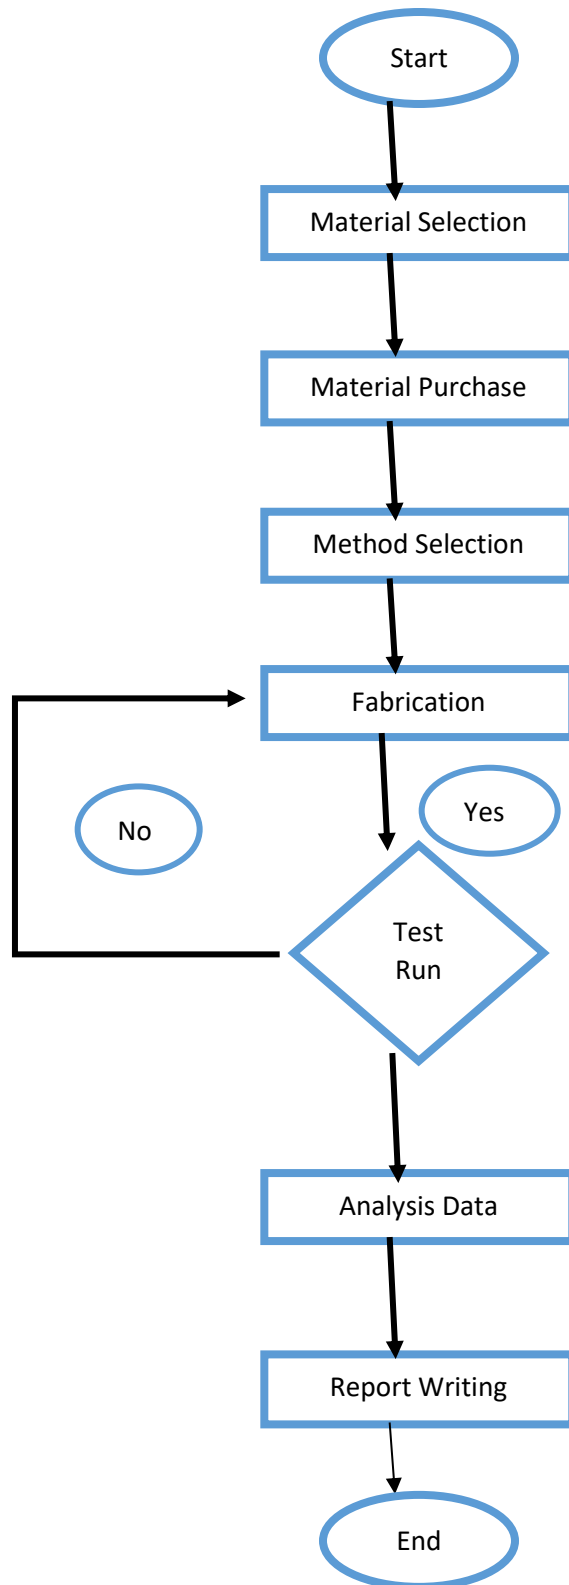 Start
Material Selection
Material Purchase
Method Selection
Fabrication
Yes
No
Test
Run
Analysis Data
Report Writing
End